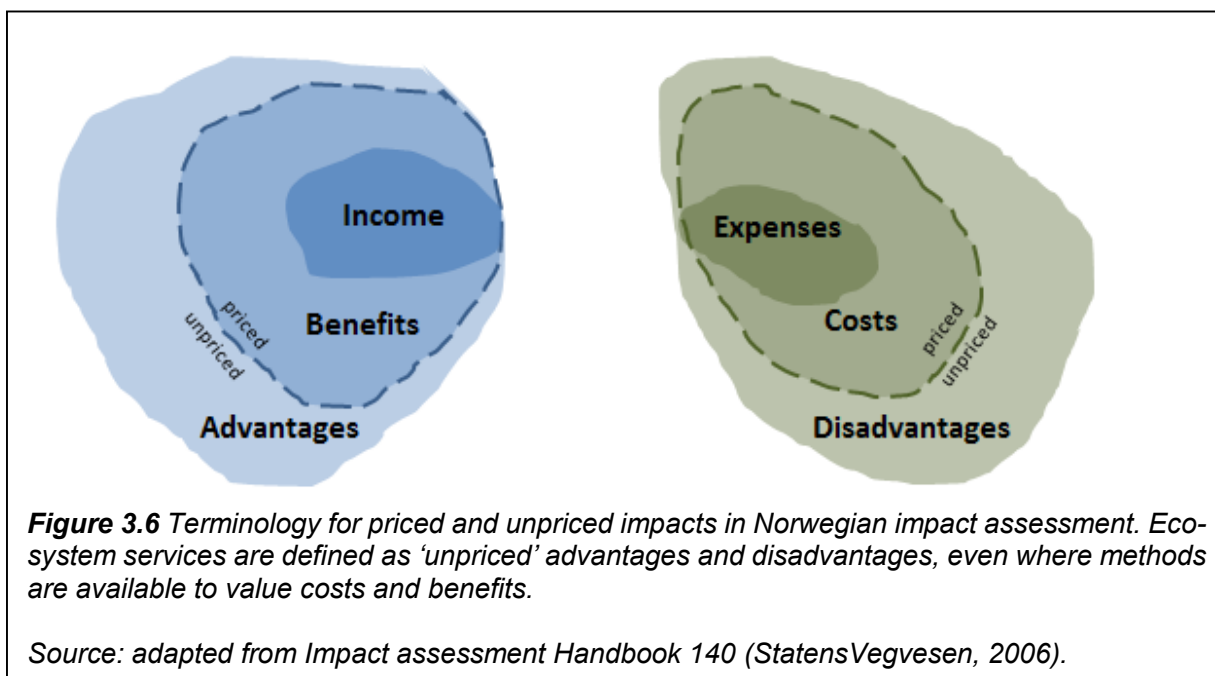 Income
Benefits
priced
unpriced
Advantages
Expenses
Costs
priced
unpriced
Disadvantages
Figure 3.6 Terminology for priced and unpriced impacts in Norwegian impact assessment. Eco-
system services are defined as ‘unpriced’ advantages and disadvantages, even where methods
are available to value costs and benefits.
Source: adapted from Impact assessment Handbook 140 (StatensVegvesen, 2006).